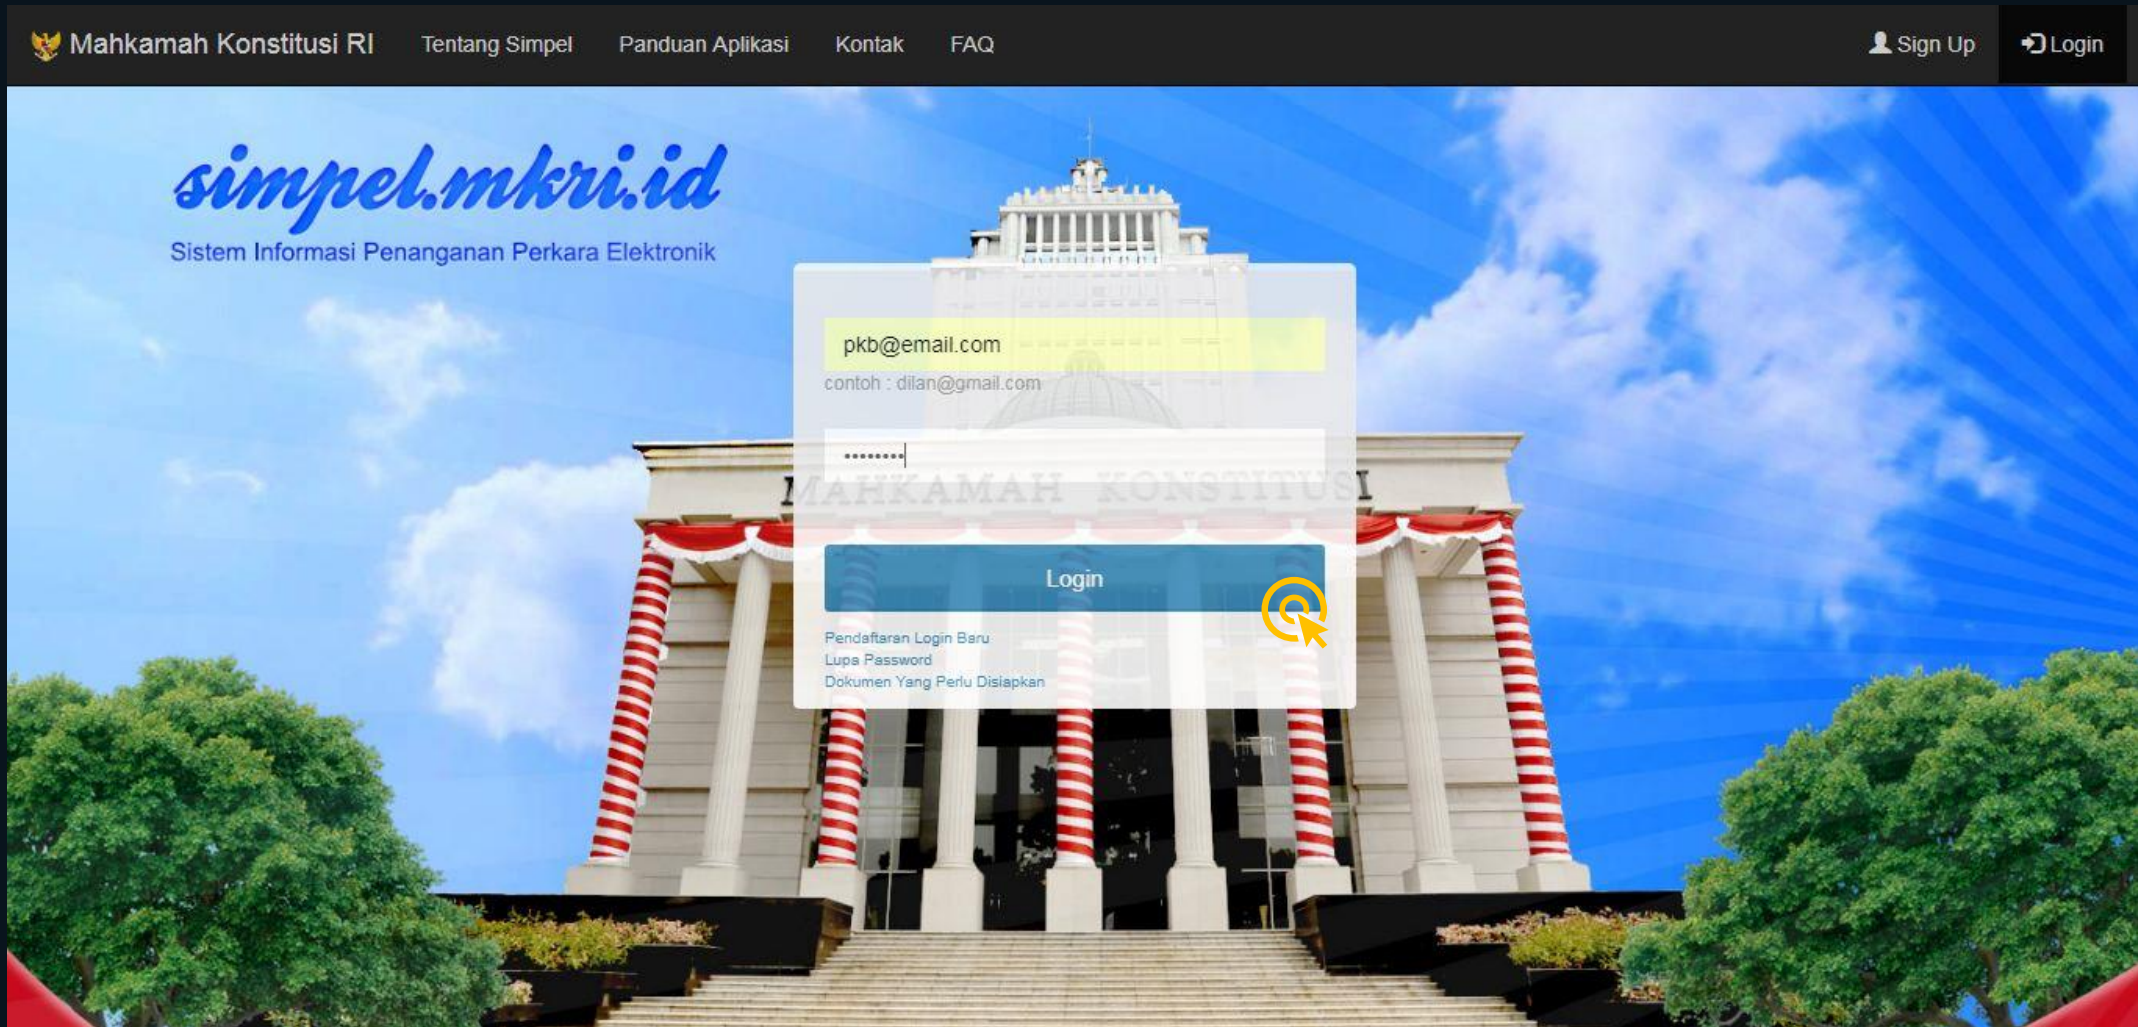 Mahkamah Konstitusi RI Tentang Simpel Panduan Aplikasi Kontak FAQ Sign Up Login
simpel.mkri.id
Sistem Informasi Penanganan Perkara Elektronik
pkb@email.com
contoh : dilan@gmail.com
••••••••
MAHKAMAH KONSTITUSI
Login
Pendaftaran Login Baru
Lupa Password
Dokumen Yang Perlu Disiapkan